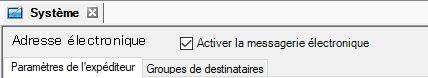 Système
Adresse électronique Activer la messagerie électronique
Paramètres de l'expéditeur Groupes de destinataires